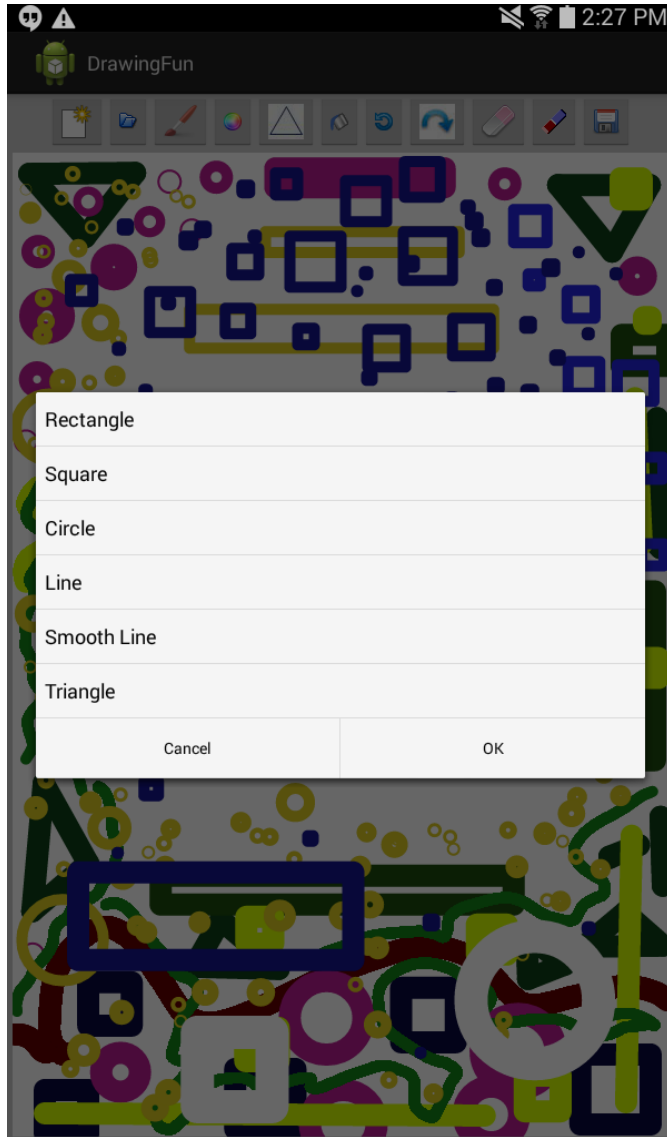 2:27 PM
DrawingFun
Rectangle
Square
Circle
Line
Smooth Line
Triangle
Cancel OK